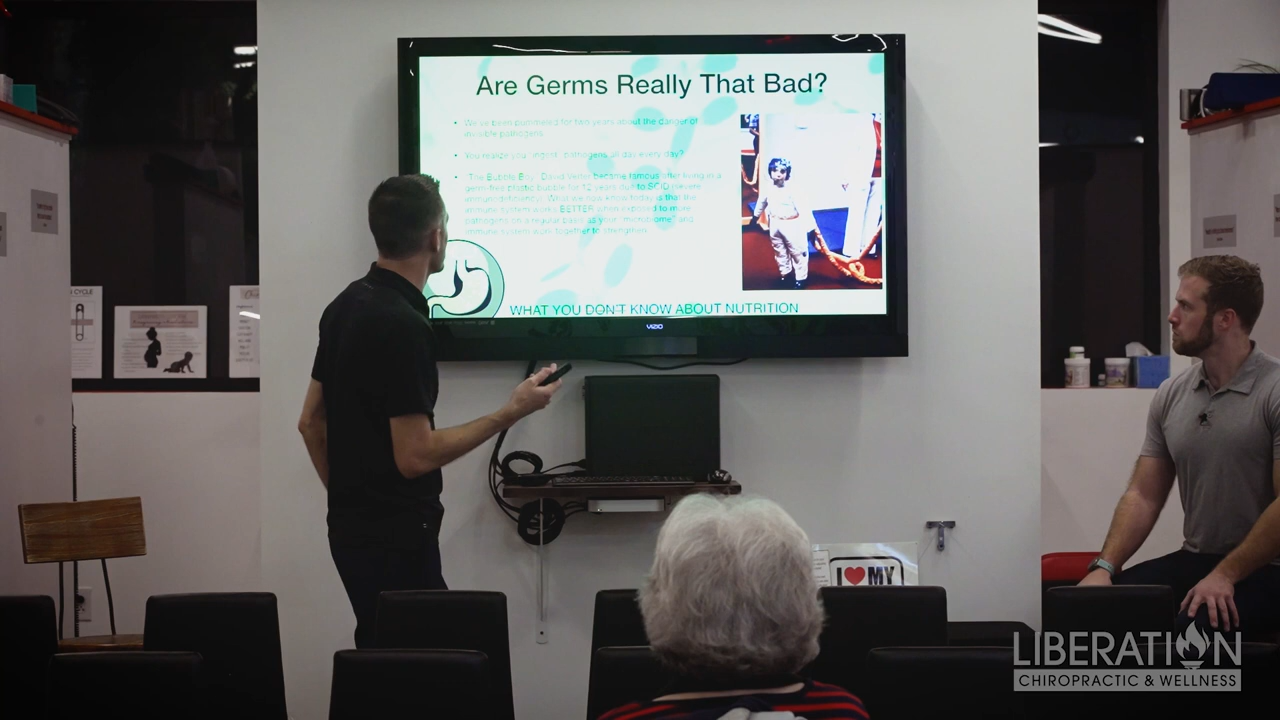 Are Germs Really That Bad?
• We've been pummeled for two years about the danger of
invisible pathogens.
• You realize you "ingest" pathogens all day every day?
• "The Bubble Boy" David Vetter became famous after living in a
germ-free plastic bubble for 12 years due to SCID (severe
immunodeficiency). What we now know today is that the
immune system works BETTER when exposed to more
pathogens on a regular basis as your "microbiome" and
immune system work together to strengthen.
WHAT YOU DON'T KNOW ABOUT NUTRITION
VIZIO
CYCLE
I ❤ MY
LIBERATION
CHIROPRACTIC & WELLNESS